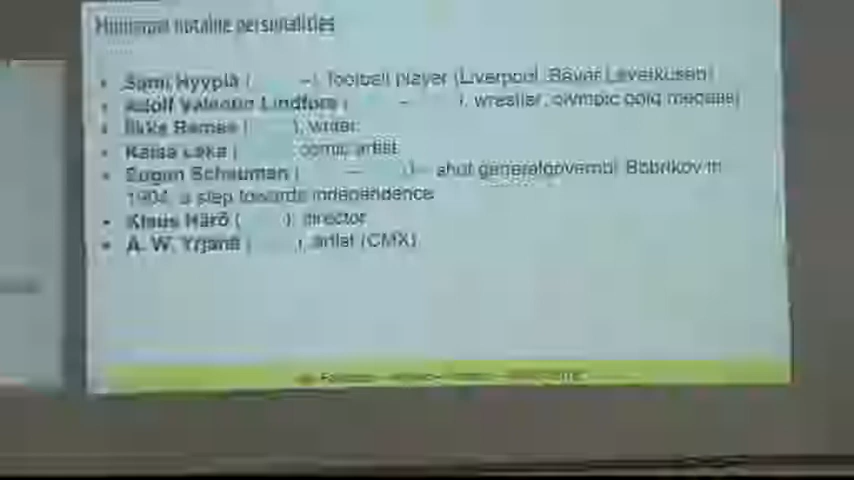 notable personalities
Sami Hyypiä ( –), football player (Liverpool, Bayer Leverkusen)
Adolf Valentin Lindfors ( – ), wrestler, olympic gold medalist
Ilkka Remes ( ), writer
Kaisa Leka ( comic artist
Eugen Schauman ( – )– shot generalgovernor Bobrikov in
1904, a step towards independence
Klaus Härö ( ), director
A. W. Yrjänä ( ), artist (CMX)